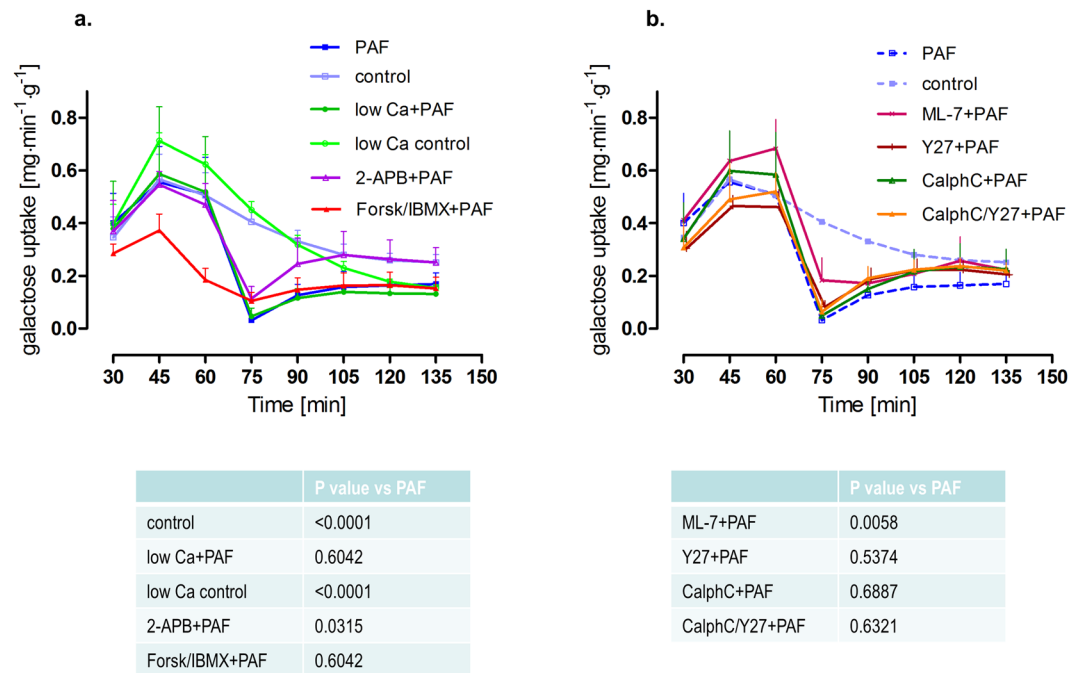 a.
PAF
control
low Ca+PAF
low Ca control
2-APB+PAF
Forsk/IBMX+PAF
galactose uptake [mg·min⁻¹·g⁻¹]
0.8
0.6
0.4
0.2
0.0
30 45 60 75 90 105 120 135 150
Time [min]
P value vs PAF
control <0.0001
low Ca+PAF 0.6042
low Ca control <0.0001
2-APB+PAF 0.0315
Forsk/IBMX+PAF 0.6042
b.
PAF
control
ML-7+PAF
Y27+PAF
CalphC+PAF
CalphC/Y27+PAF
galactose uptake [mg·min⁻¹·g⁻¹]
0.8
0.6
0.4
0.2
0.0
30 45 60 75 90 105 120 135 150
Time [min]
P value vs PAF
ML-7+PAF 0.0058
Y27+PAF 0.5374
CalphC+PAF 0.6887
CalphC/Y27+PAF 0.6321